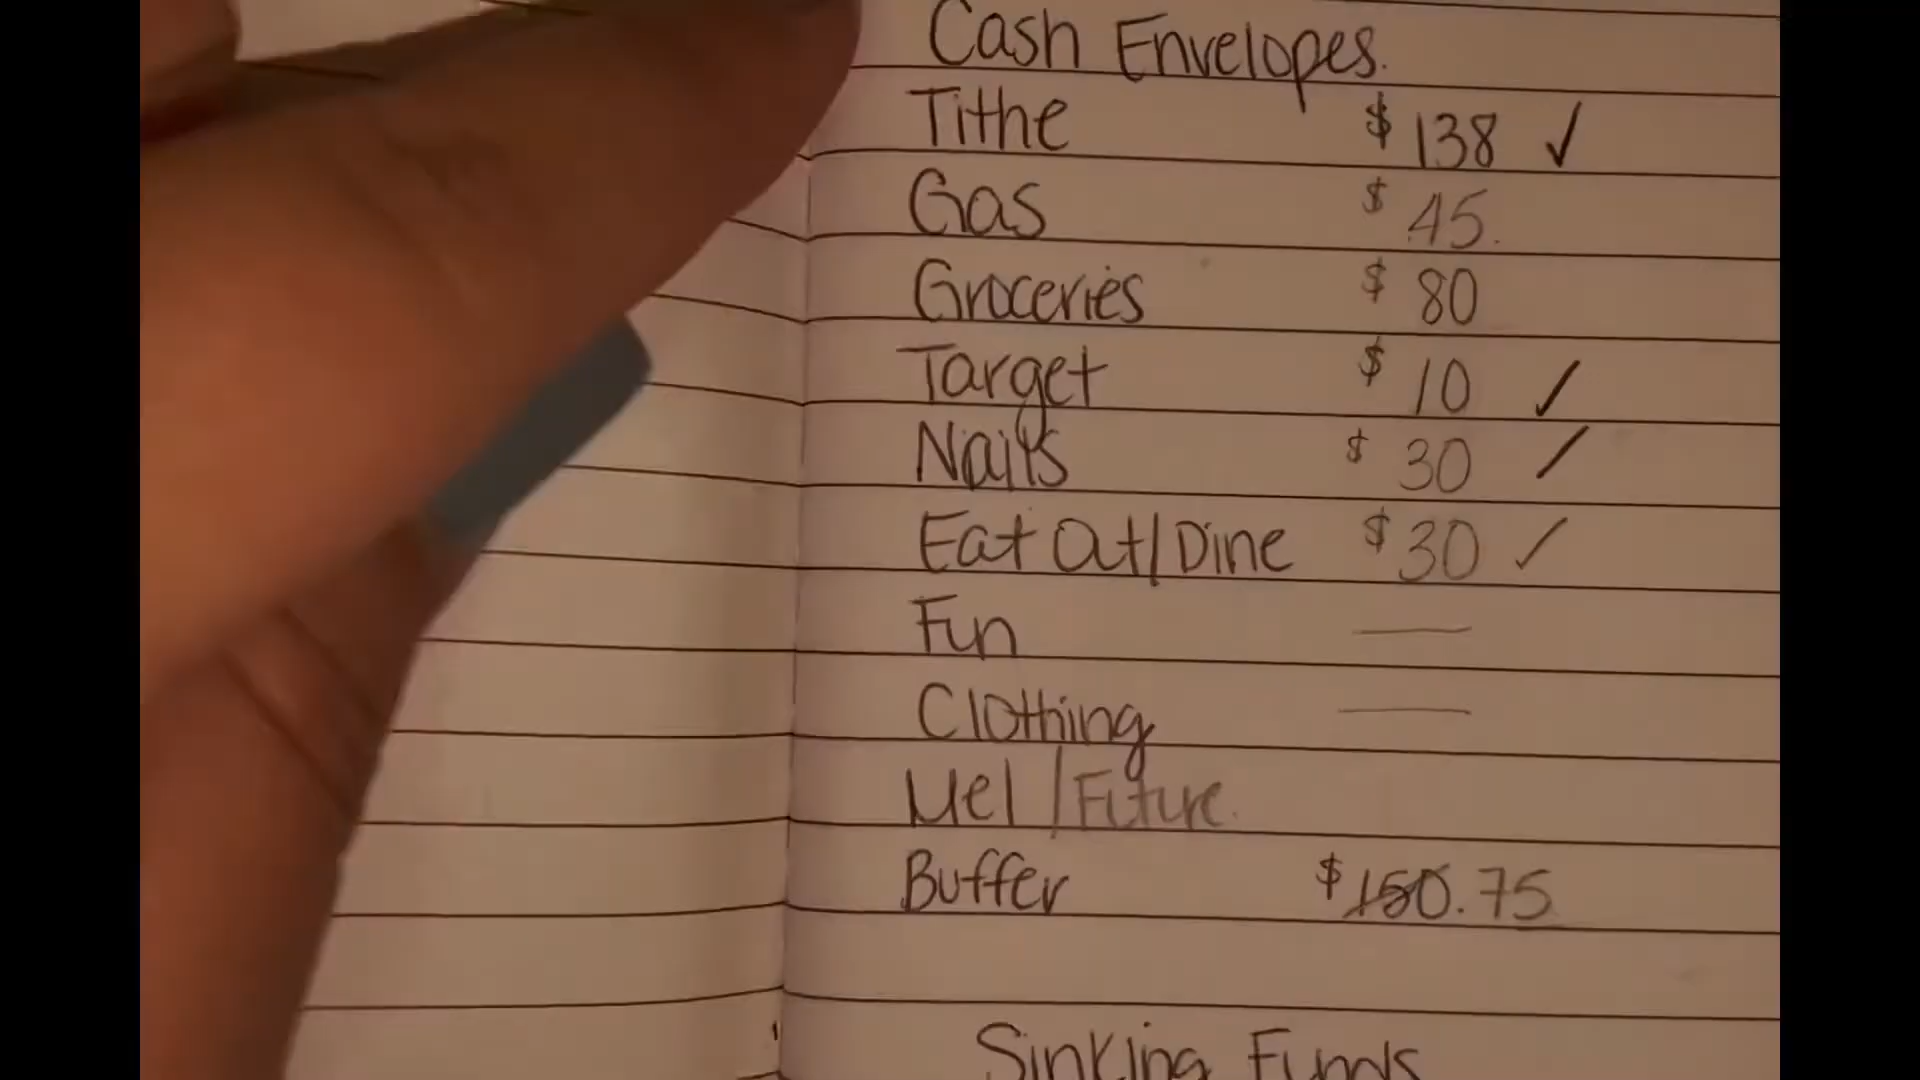 Cash Envelopes.
Tithe $138 ✓
Gas $45.
Groceries $80
Target $10 ✓
Nails $30 /
Eat Out/Dine $30 ✓
Fun —
Clothing —
Mel/Future.
Buffer $150.75
Sinking Funds